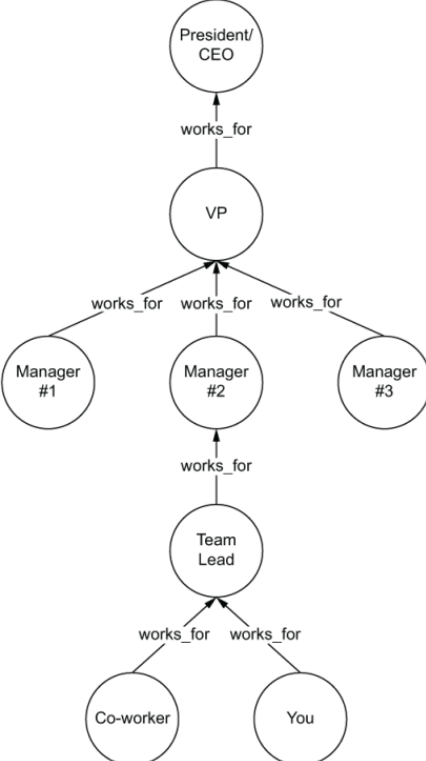 President/
CEO
works_for
VP
works_for works_for works_for
Manager
#1
Manager
#2
Manager
#3
works_for
Team
Lead
works_for works_for
Co-worker
You